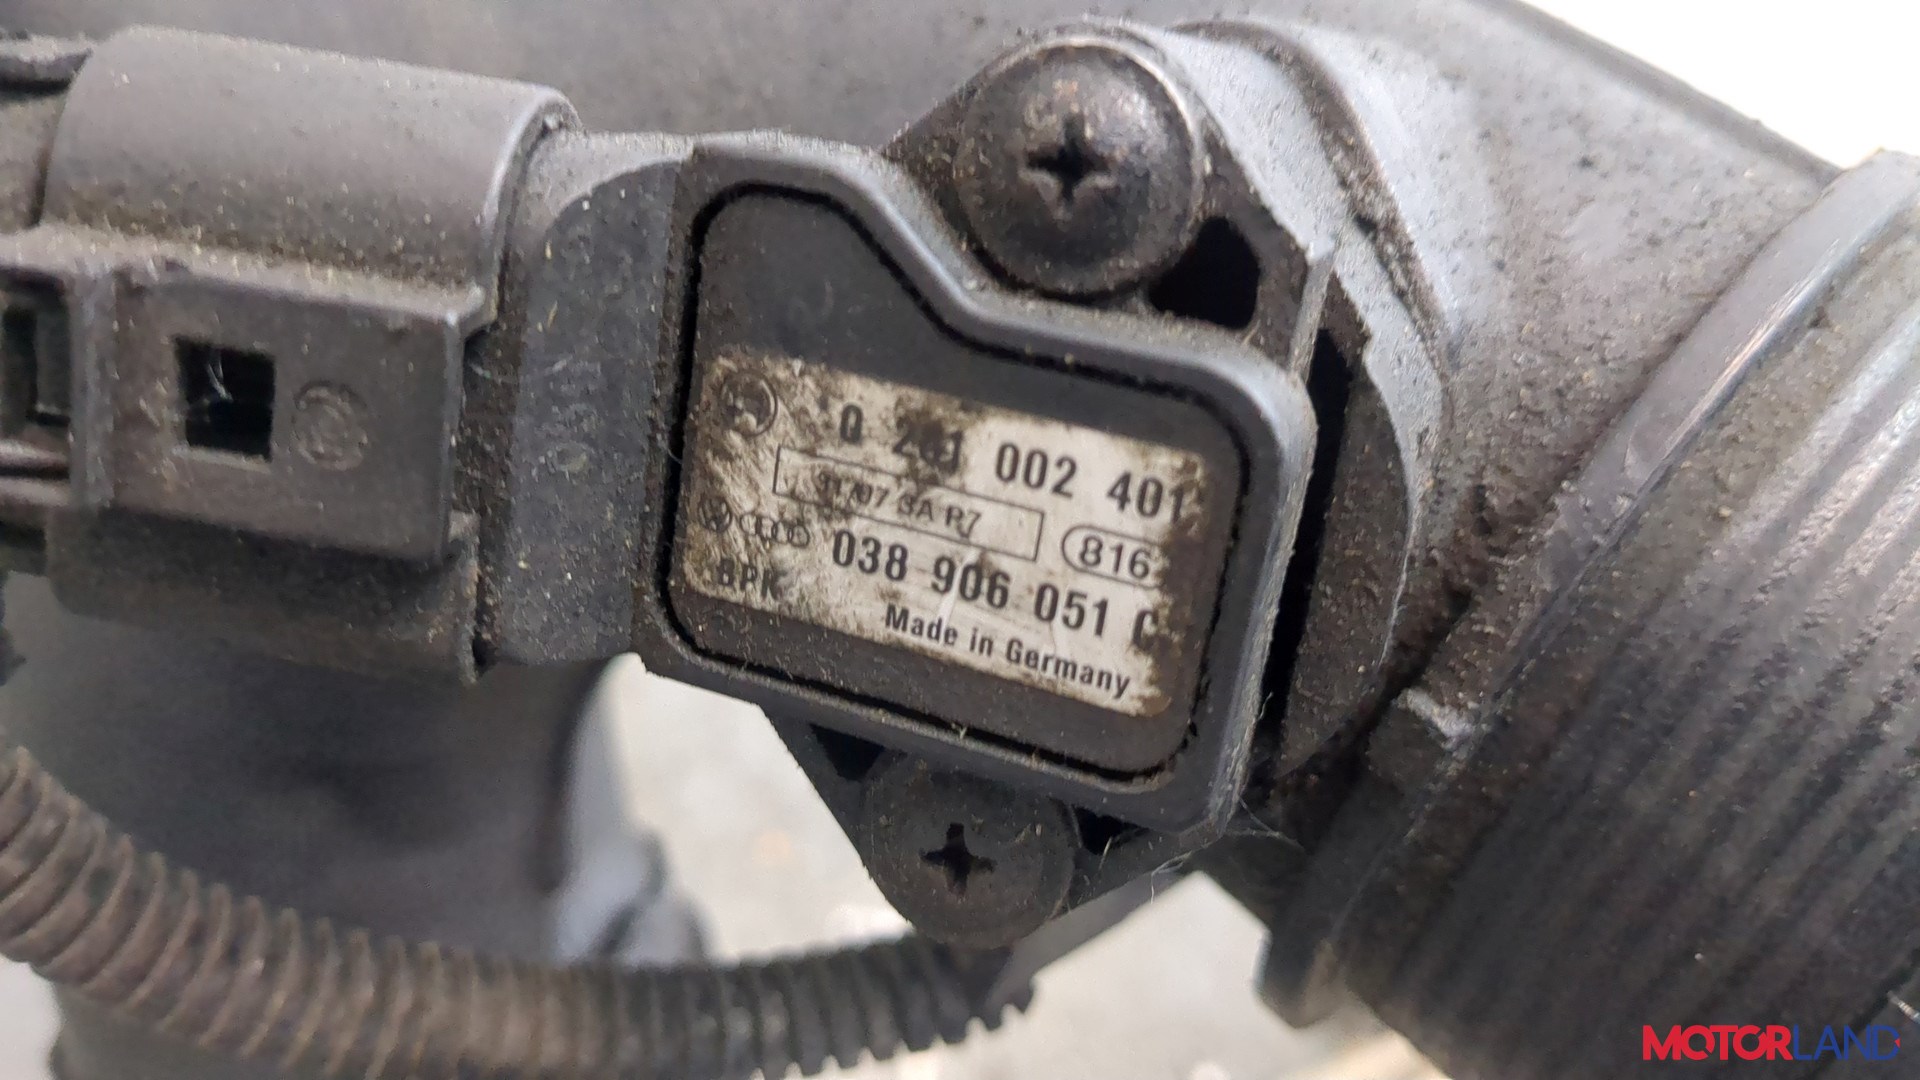 0 281 002 401
038 906 051 C
816
BPK
Made in Germany
MOTORLAND